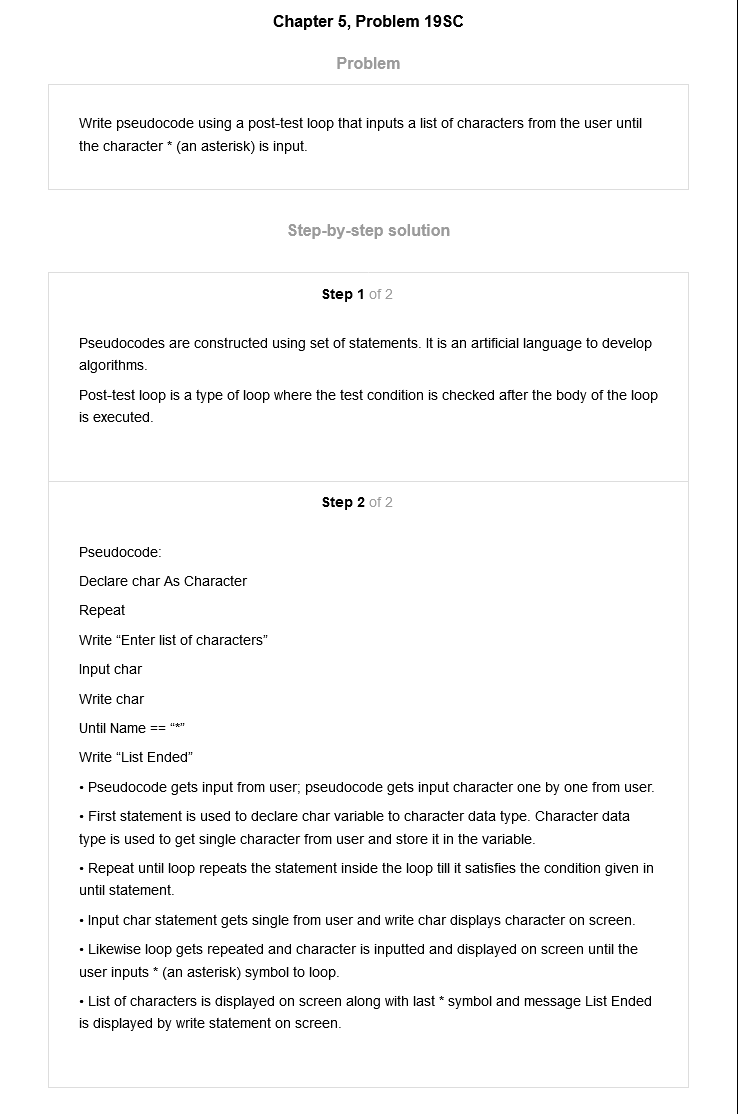 Chapter 5, Problem 19SC
Problem
Write pseudocode using a post-test loop that inputs a list of characters from the user until
the character * (an asterisk) is input.
Step-by-step solution
Step 1 of 2
Pseudocodes are constructed using set of statements. It is an artificial language to develop
algorithms.
Post-test loop is a type of loop where the test condition is checked after the body of the loop
is executed.
Step 2 of 2
Pseudocode:
Declare char As Character
Repeat
Write “Enter list of characters”
Input char
Write char
Until Name == “*”
Write “List Ended”
• Pseudocode gets input from user; pseudocode gets input character one by one from user.
• First statement is used to declare char variable to character data type. Character data
type is used to get single character from user and store it in the variable.
• Repeat until loop repeats the statement inside the loop till it satisfies the condition given in
until statement.
• Input char statement gets single from user and write char displays character on screen.
• Likewise loop gets repeated and character is inputted and displayed on screen until the
user inputs * (an asterisk) symbol to loop.
• List of characters is displayed on screen along with last * symbol and message List Ended
is displayed by write statement on screen.